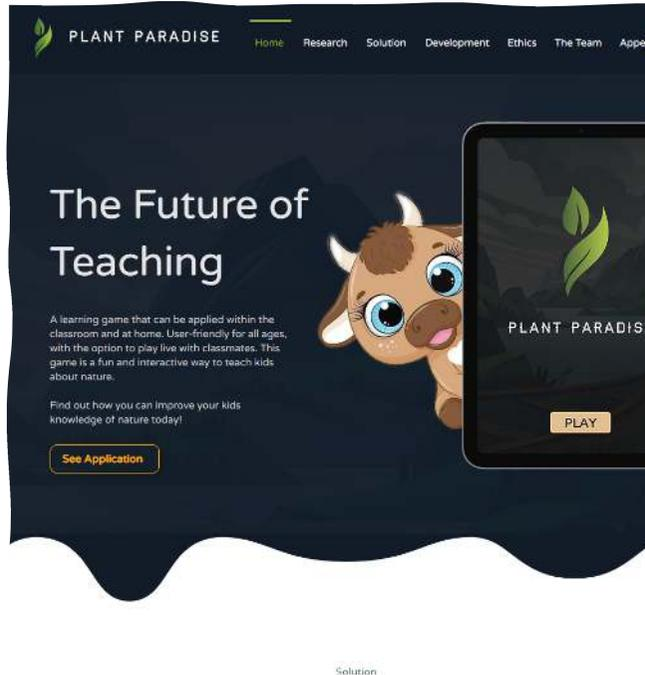 PLANT PARADISE
Home Research Solution Development Ethics The Team Appe
The Future of
Teaching
A learning game that can be applied within the
classroom and at home. User-friendly for all ages,
with the option to play live with classmates. This
game is a fun and interactive way to teach kids
about nature.
Find out how you can improve your kids
knowledge of nature today!
See Application
PLANT PARADIS
PLAY
Solution